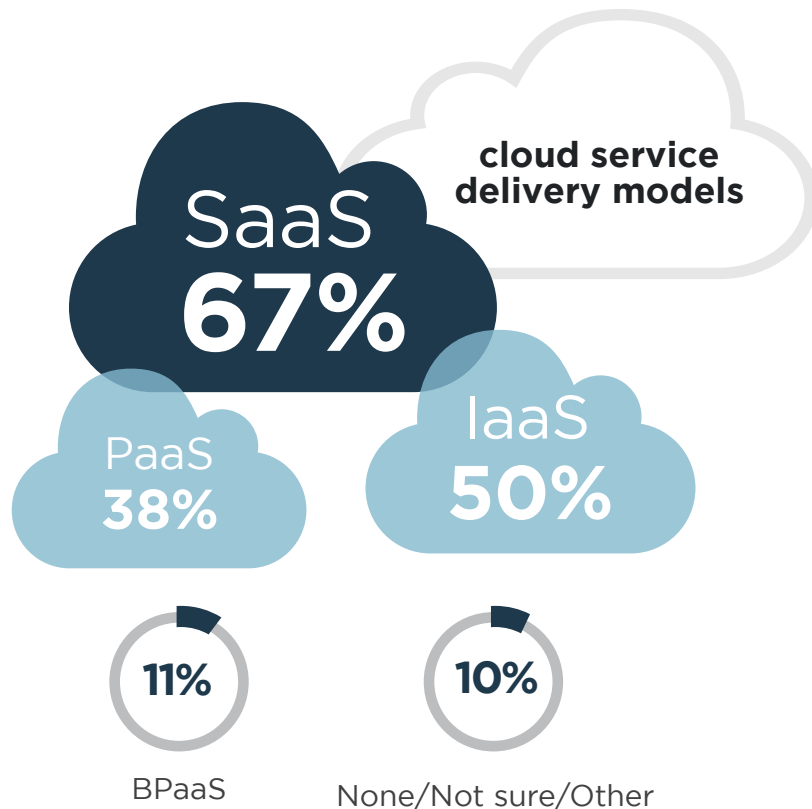 cloud service
delivery models
SaaS
67%
PaaS
38%
IaaS
50%
11%
BPaaS
10%
None/Not sure/Other